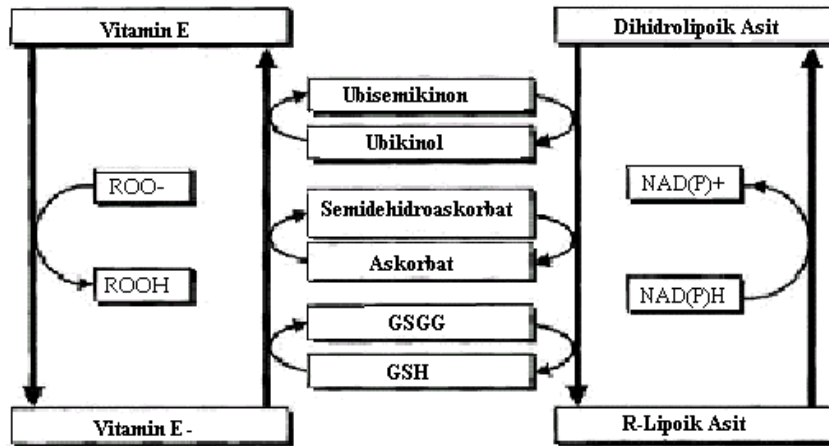 Vitamin E
Dihidrolipoik Asit
Ubisemikinon
Ubikinol
ROO-
NAD(P)+
Semidehidroaskorbat
Askorbat
ROOH
NAD(P)H
GSGG
GSH
Vitamin E -
R-Lipoik Asit